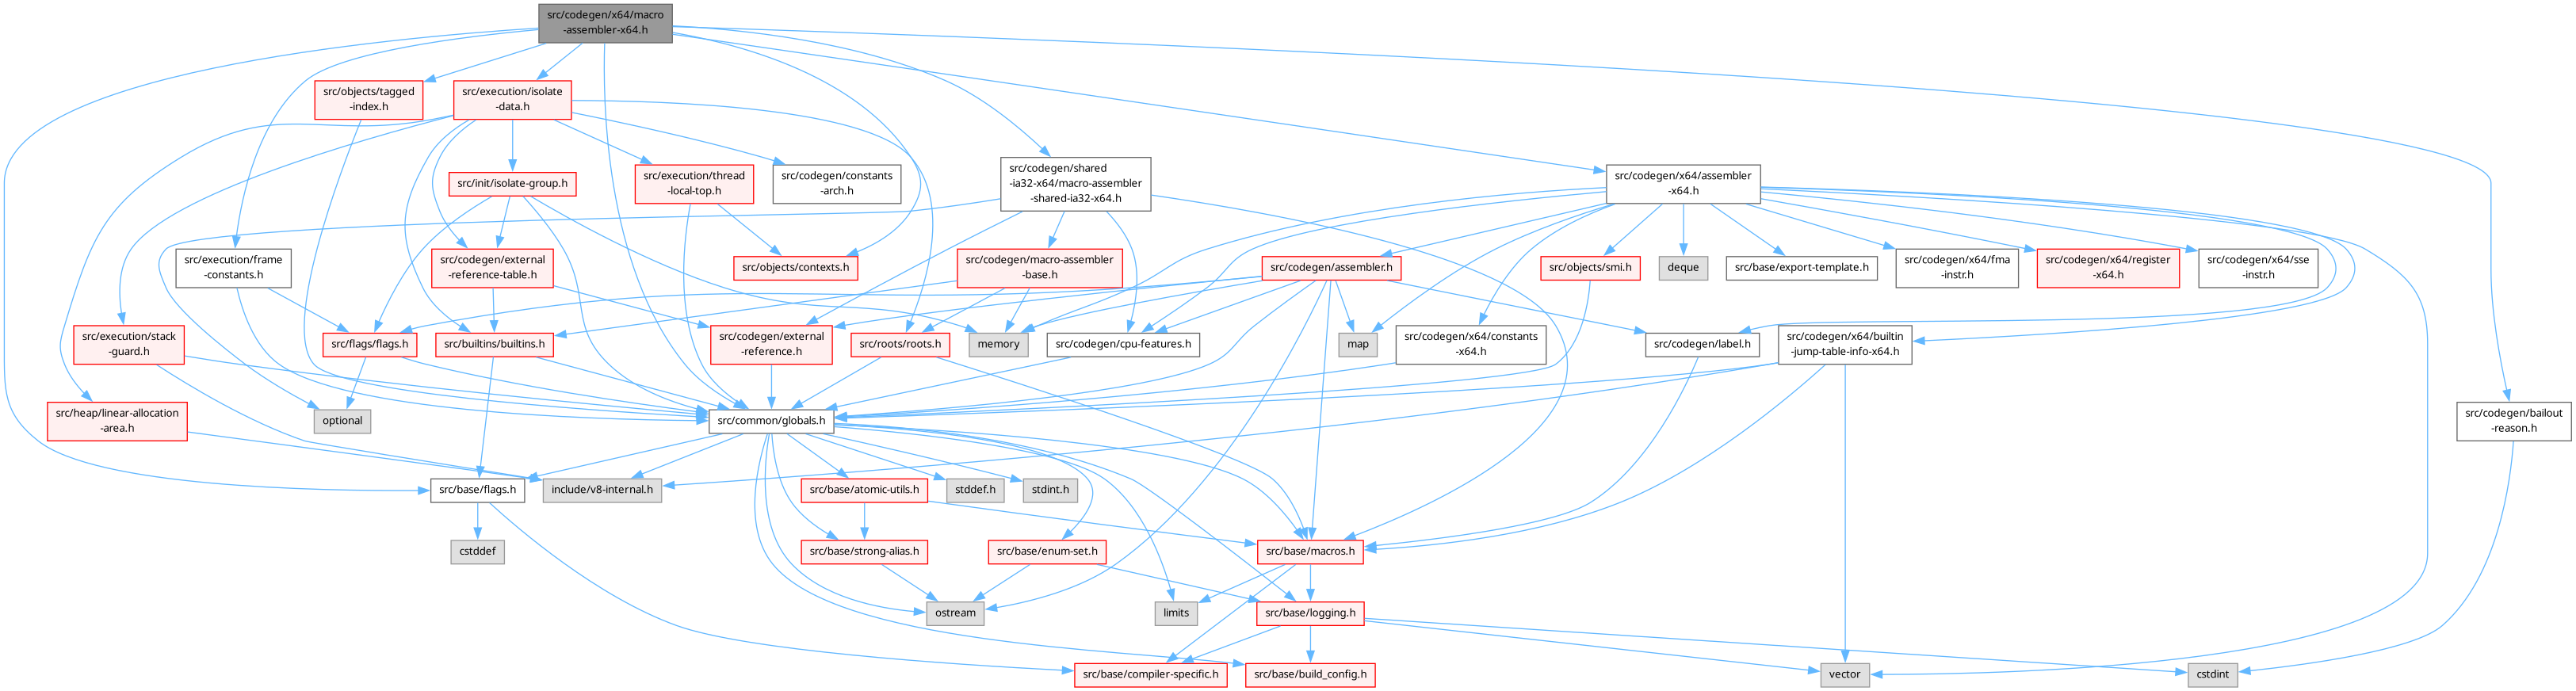 src/codegen/x64/macro
-assembler-x64.h
src/objects/tagged
-index.h
src/execution/isolate
-data.h
src/codegen/shared
-ia32-x64/macro-assembler
-shared-ia32-x64.h
src/codegen/x64/assembler
-x64.h
src/init/isolate-group.h
src/execution/thread
-local-top.h
src/codegen/constants
-arch.h
src/execution/frame
-constants.h
src/codegen/external
-reference-table.h
src/objects/contexts.h
src/codegen/macro-assembler
-base.h
src/codegen/assembler.h
src/objects/smi.h
deque
src/base/export-template.h
src/codegen/x64/fma
-instr.h
src/codegen/x64/register
-x64.h
src/codegen/x64/sse
-instr.h
src/execution/stack
-guard.h
src/flags/flags.h
src/builtins/builtins.h
src/codegen/external
-reference.h
src/roots/roots.h
memory
src/codegen/cpu-features.h
map
src/codegen/x64/constants
-x64.h
src/codegen/label.h
src/codegen/x64/builtin
-jump-table-info-x64.h
src/heap/linear-allocation
-area.h
optional
src/common/globals.h
src/codegen/bailout
-reason.h
src/base/flags.h
include/v8-internal.h
src/base/atomic-utils.h
stddef.h
stdint.h
cstddef
src/base/strong-alias.h
src/base/enum-set.h
src/base/macros.h
ostream
limits
src/base/logging.h
src/base/compiler-specific.h
src/base/build_config.h
vector
cstdint